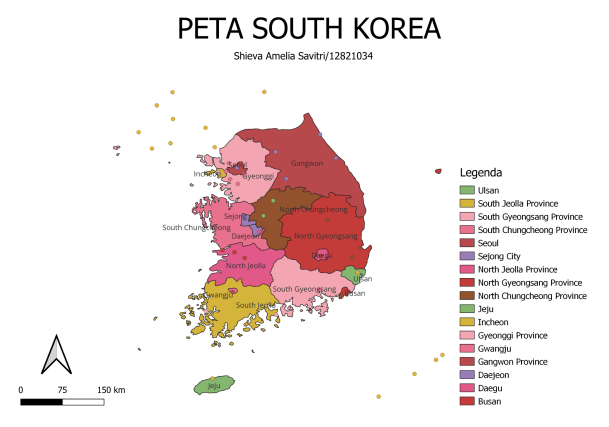 PETA SOUTH KOREA
Shieva Amelia Savitri/12821034
Seoul
Gangwon
Incheon
Gyeonggi
North Chungcheong
Sejong
South Chungcheong
Daejeon
North Gyeongsang
Daegu
North Jeolla
Ulsan
South Gyeongsang
Busan
Gwangju
South Jeolla
Jeju
Legenda
Ulsan
South Jeolla Province
South Gyeongsang Province
South Chungcheong Province
Seoul
Sejong City
North Jeolla Province
North Gyeongsang Province
North Chungcheong Province
Jeju
Incheon
Gyeonggi Province
Gwangju
Gangwon Province
Daejeon
Daegu
Busan
0 75 150 km